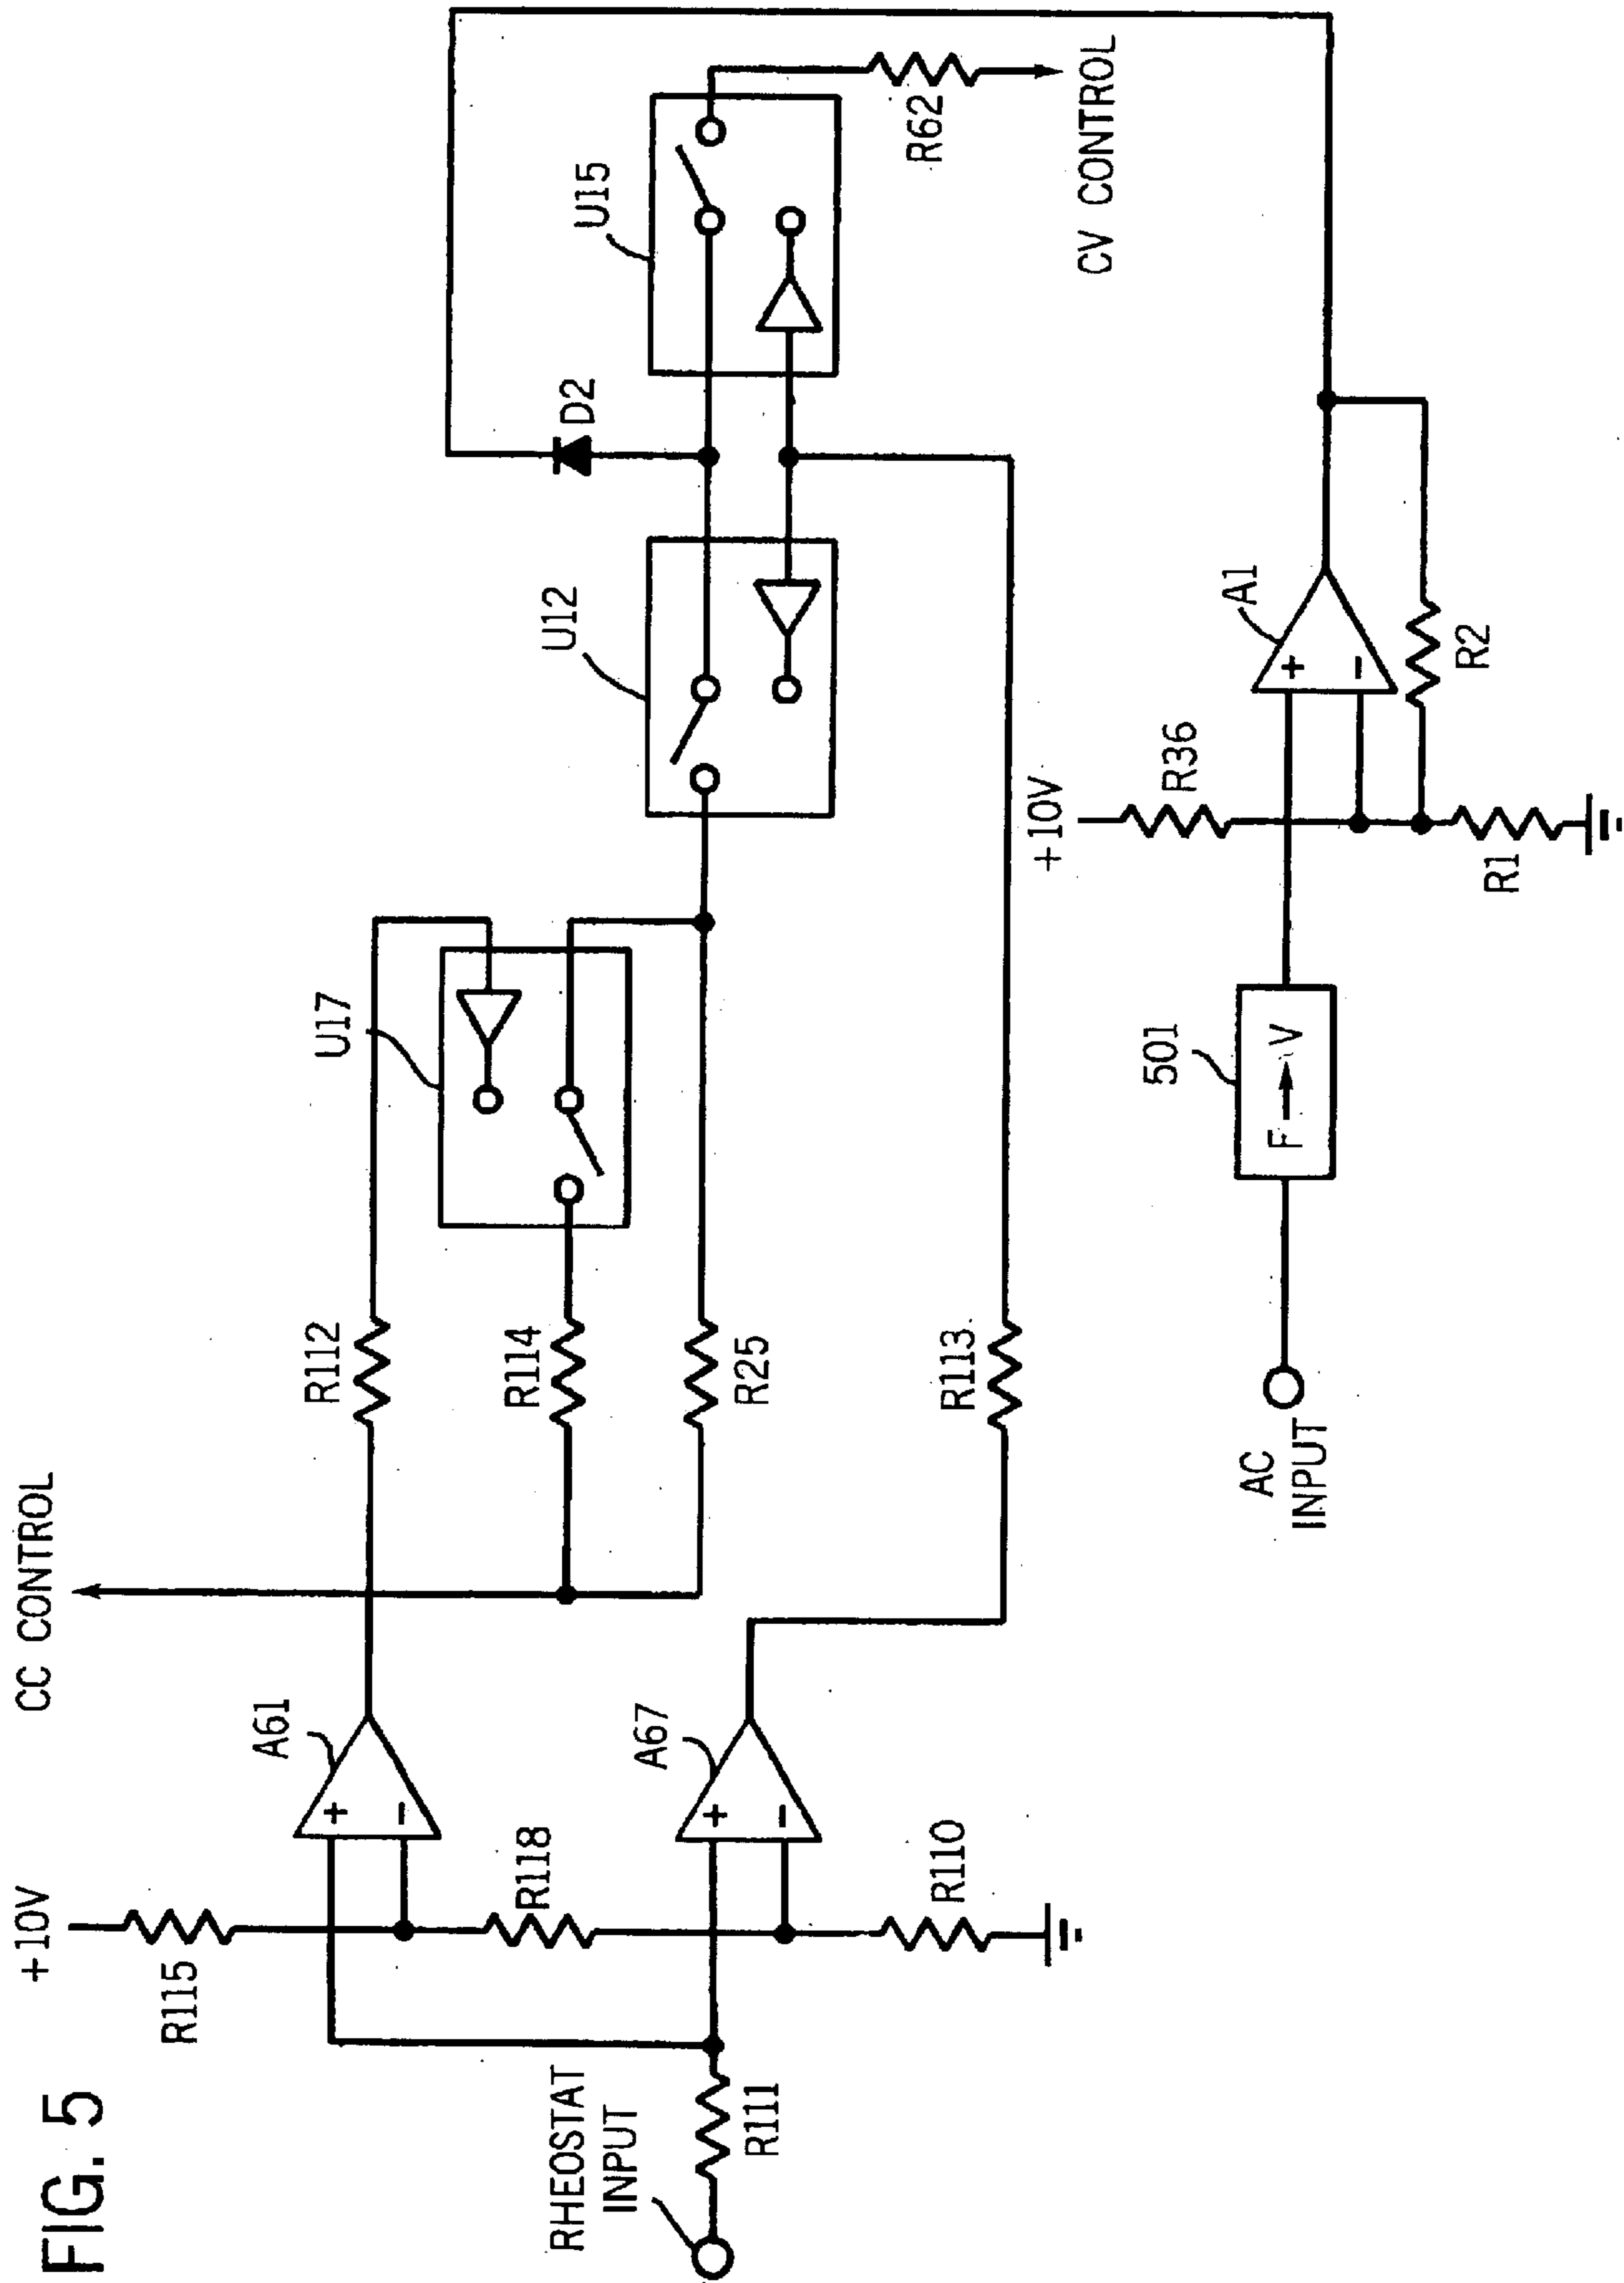 FIG. 5
CC CONTROL
+10V
R115
A61
R112
U17
R118
R114
RHEOSTAT
INPUT
R111
A67
R25
U12
D2
U15
R62
CV CONTROL
R110
R113
+10V
R36
A1
501
F → V
AC
INPUT
R1
R2
+
-
+
-
+
-